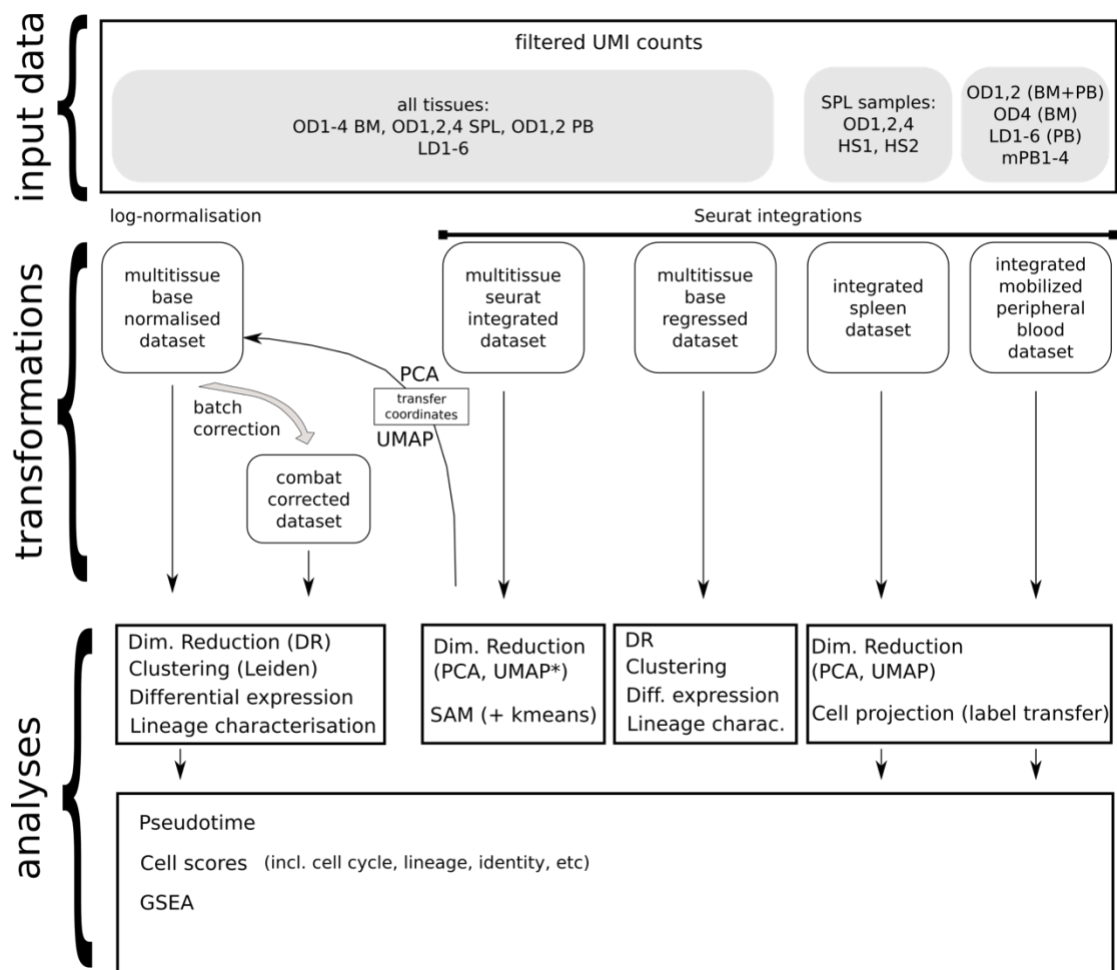 input data
filtered UMI counts
all tissues:
OD1-4 BM, OD1,2,4 SPL, OD1,2 PB
LD1-6
SPL samples:
OD1,2,4
HS1, HS2
OD1,2 (BM+PB)
OD4 (BM)
LD1-6 (PB)
mPB1-4
transformations
log-normalisation
Seurat integrations
multitissue
base
normalised
dataset
multitissue
seurat
integrated
dataset
multitissue
base
regressed
dataset
integrated
spleen
dataset
integrated
mobilized
peripheral
blood
dataset
PCA
transfer
coordinates
UMAP
batch
correction
combat
corrected
dataset
analyses
Dim. Reduction (DR)
Clustering (Leiden)
Differential expression
Lineage characterisation
Dim. Reduction
(PCA, UMAP*)
SAM (+ kmeans)
DR
Clustering
Diff. expression
Lineage charac.
Dim. Reduction
(PCA, UMAP)
Cell projection (label transfer)
Pseudotime
Cell scores (incl. cell cycle, lineage, identity, etc)
GSEA